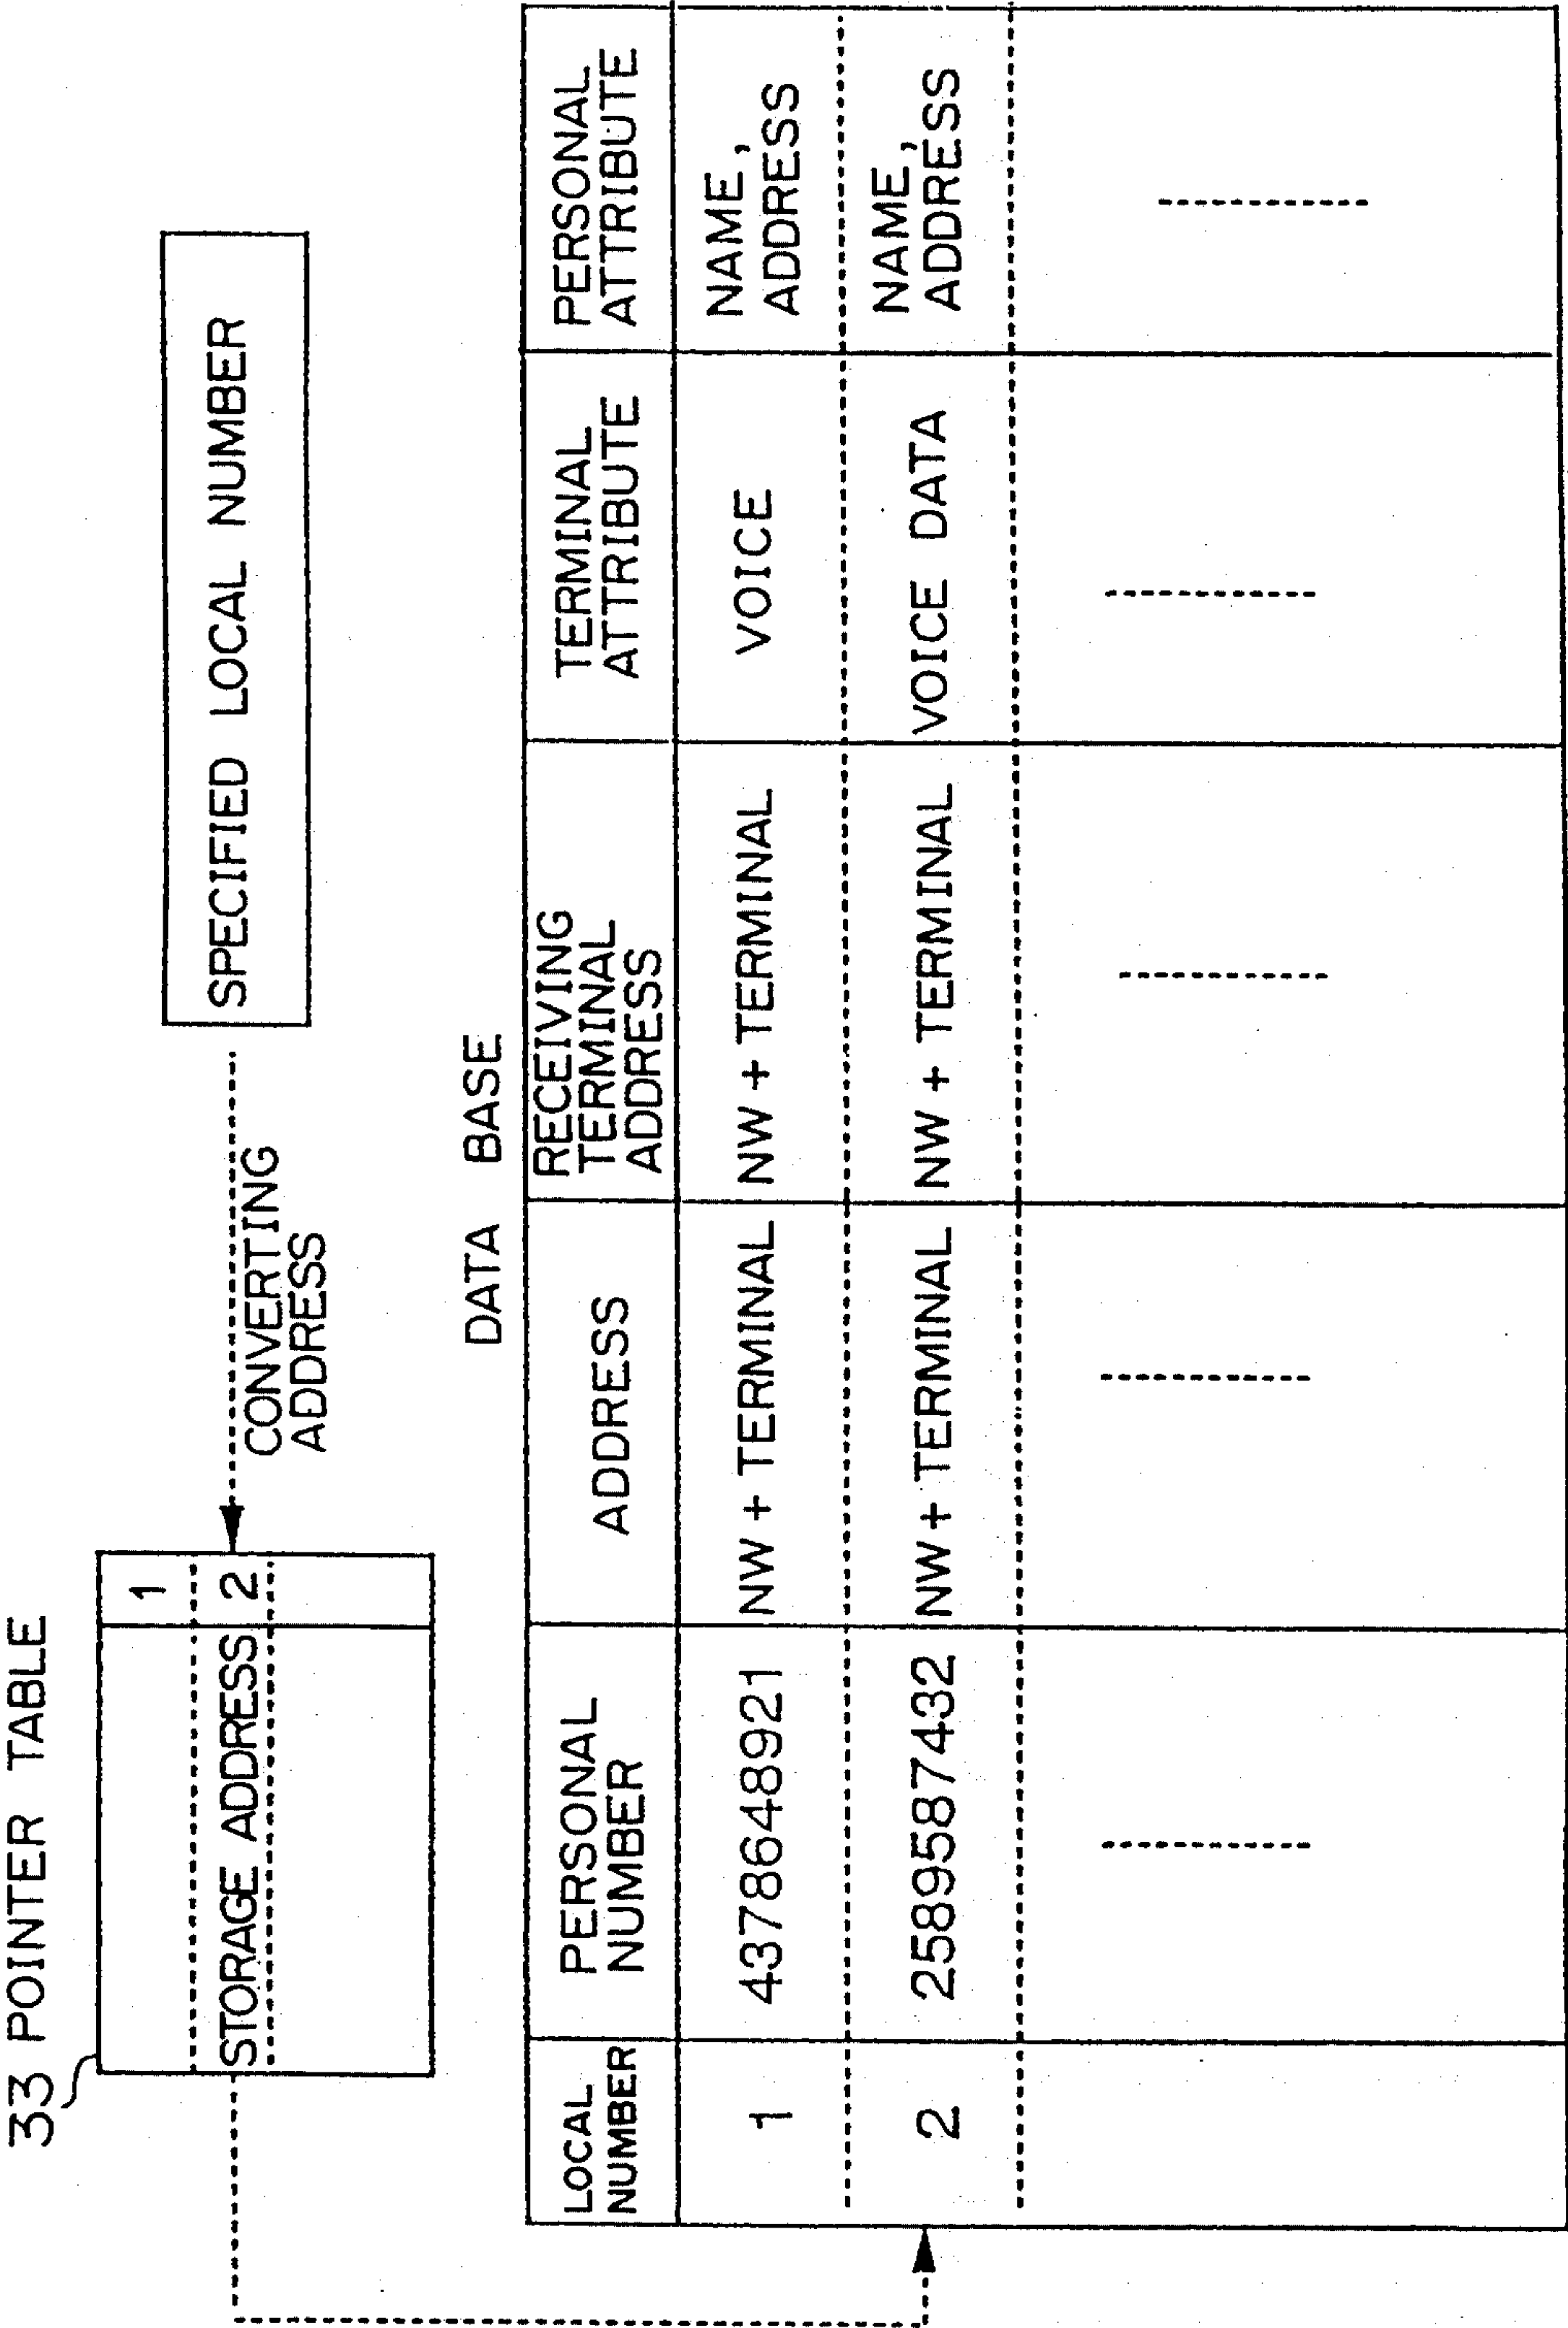 33 POINTER TABLE
1
STORAGE ADDRESS 2
CONVERTING
ADDRESS
SPECIFIED LOCAL NUMBER
DATA BASE
LOCAL
NUMBER
PERSONAL
NUMBER
ADDRESS
RECEIVING
TERMINAL
ADDRESS
TERMINAL
ATTRIBUTE
PERSONAL
ATTRIBUTE
1
43786648921
NW + TERMINAL
NW + TERMINAL
VOICE
NAME,
ADDRESS
2
25895587432
NW + TERMINAL
NW + TERMINAL
VOICE DATA
NAME,
ADDRESS